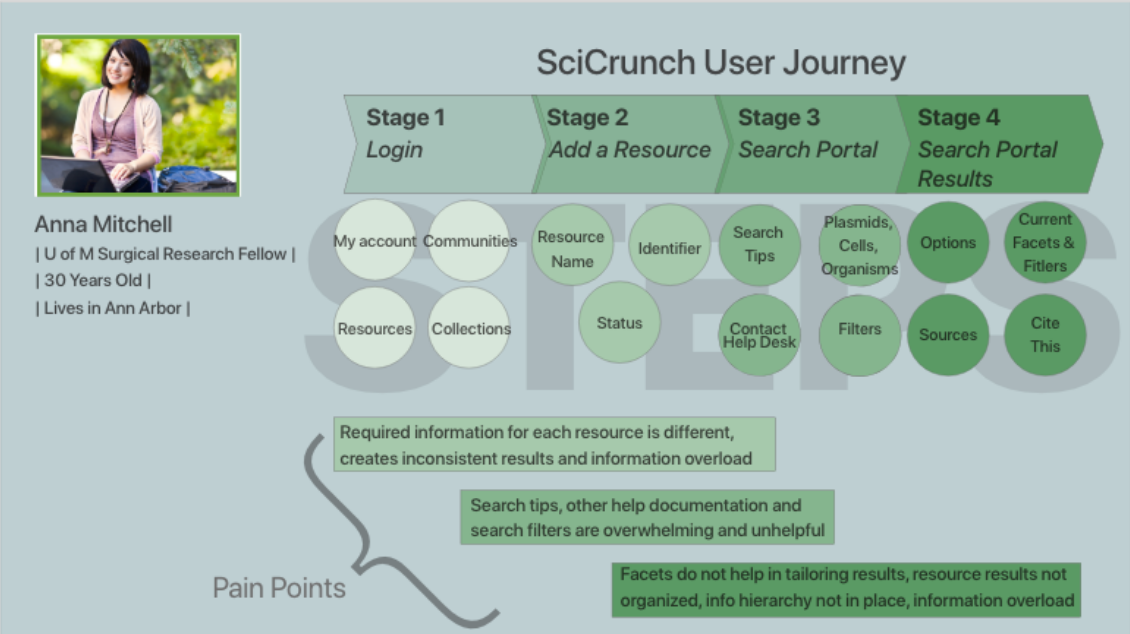 SciCrunch User Journey
Stage 1
Login
Stage 2
Add a Resource
Stage 3
Search Portal
Stage 4
Search Portal
Results
Anna Mitchell
| U of M Surgical Research Fellow |
| 30 Years Old |
| Lives in Ann Arbor |
STEPS
My account
Communities
Resources
Collections
Resource
Name
Identifier
Status
Search
Tips
Plasmids,
Cells,
Organisms
Contact
Help Desk
Filters
Options
Current
Facets &
Fitlers
Sources
Cite
This
Required information for each resource is different,
creates inconsistent results and information overload
Search tips, other help documentation and
search filters are overwhelming and unhelpful
Facets do not help in tailoring results, resource results not
organized, info hierarchy not in place, information overload
Pain Points